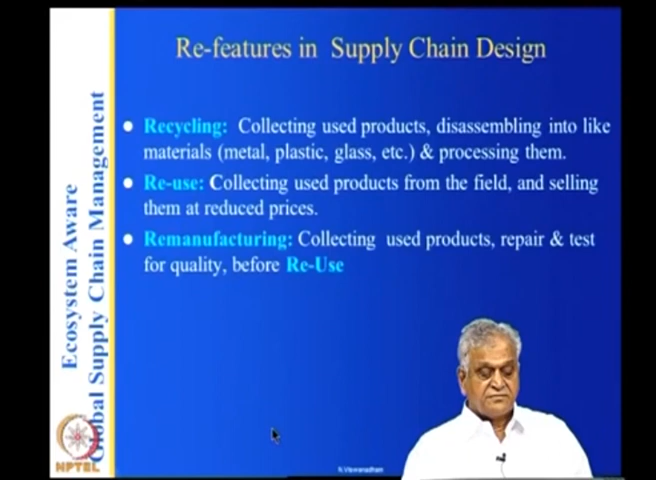 Re-features in Supply Chain Design
Recycling: Collecting used products, disassembling into like
materials (metal, plastic, glass, etc.) & processing them.
Re-use: Collecting used products from the field, and selling
them at reduced prices.
Remanufacturing: Collecting used products, repair & test
for quality, before Re-Use
Ecosystem Aware
Global Supply Chain Management
NPTEL
N.Viswanadham